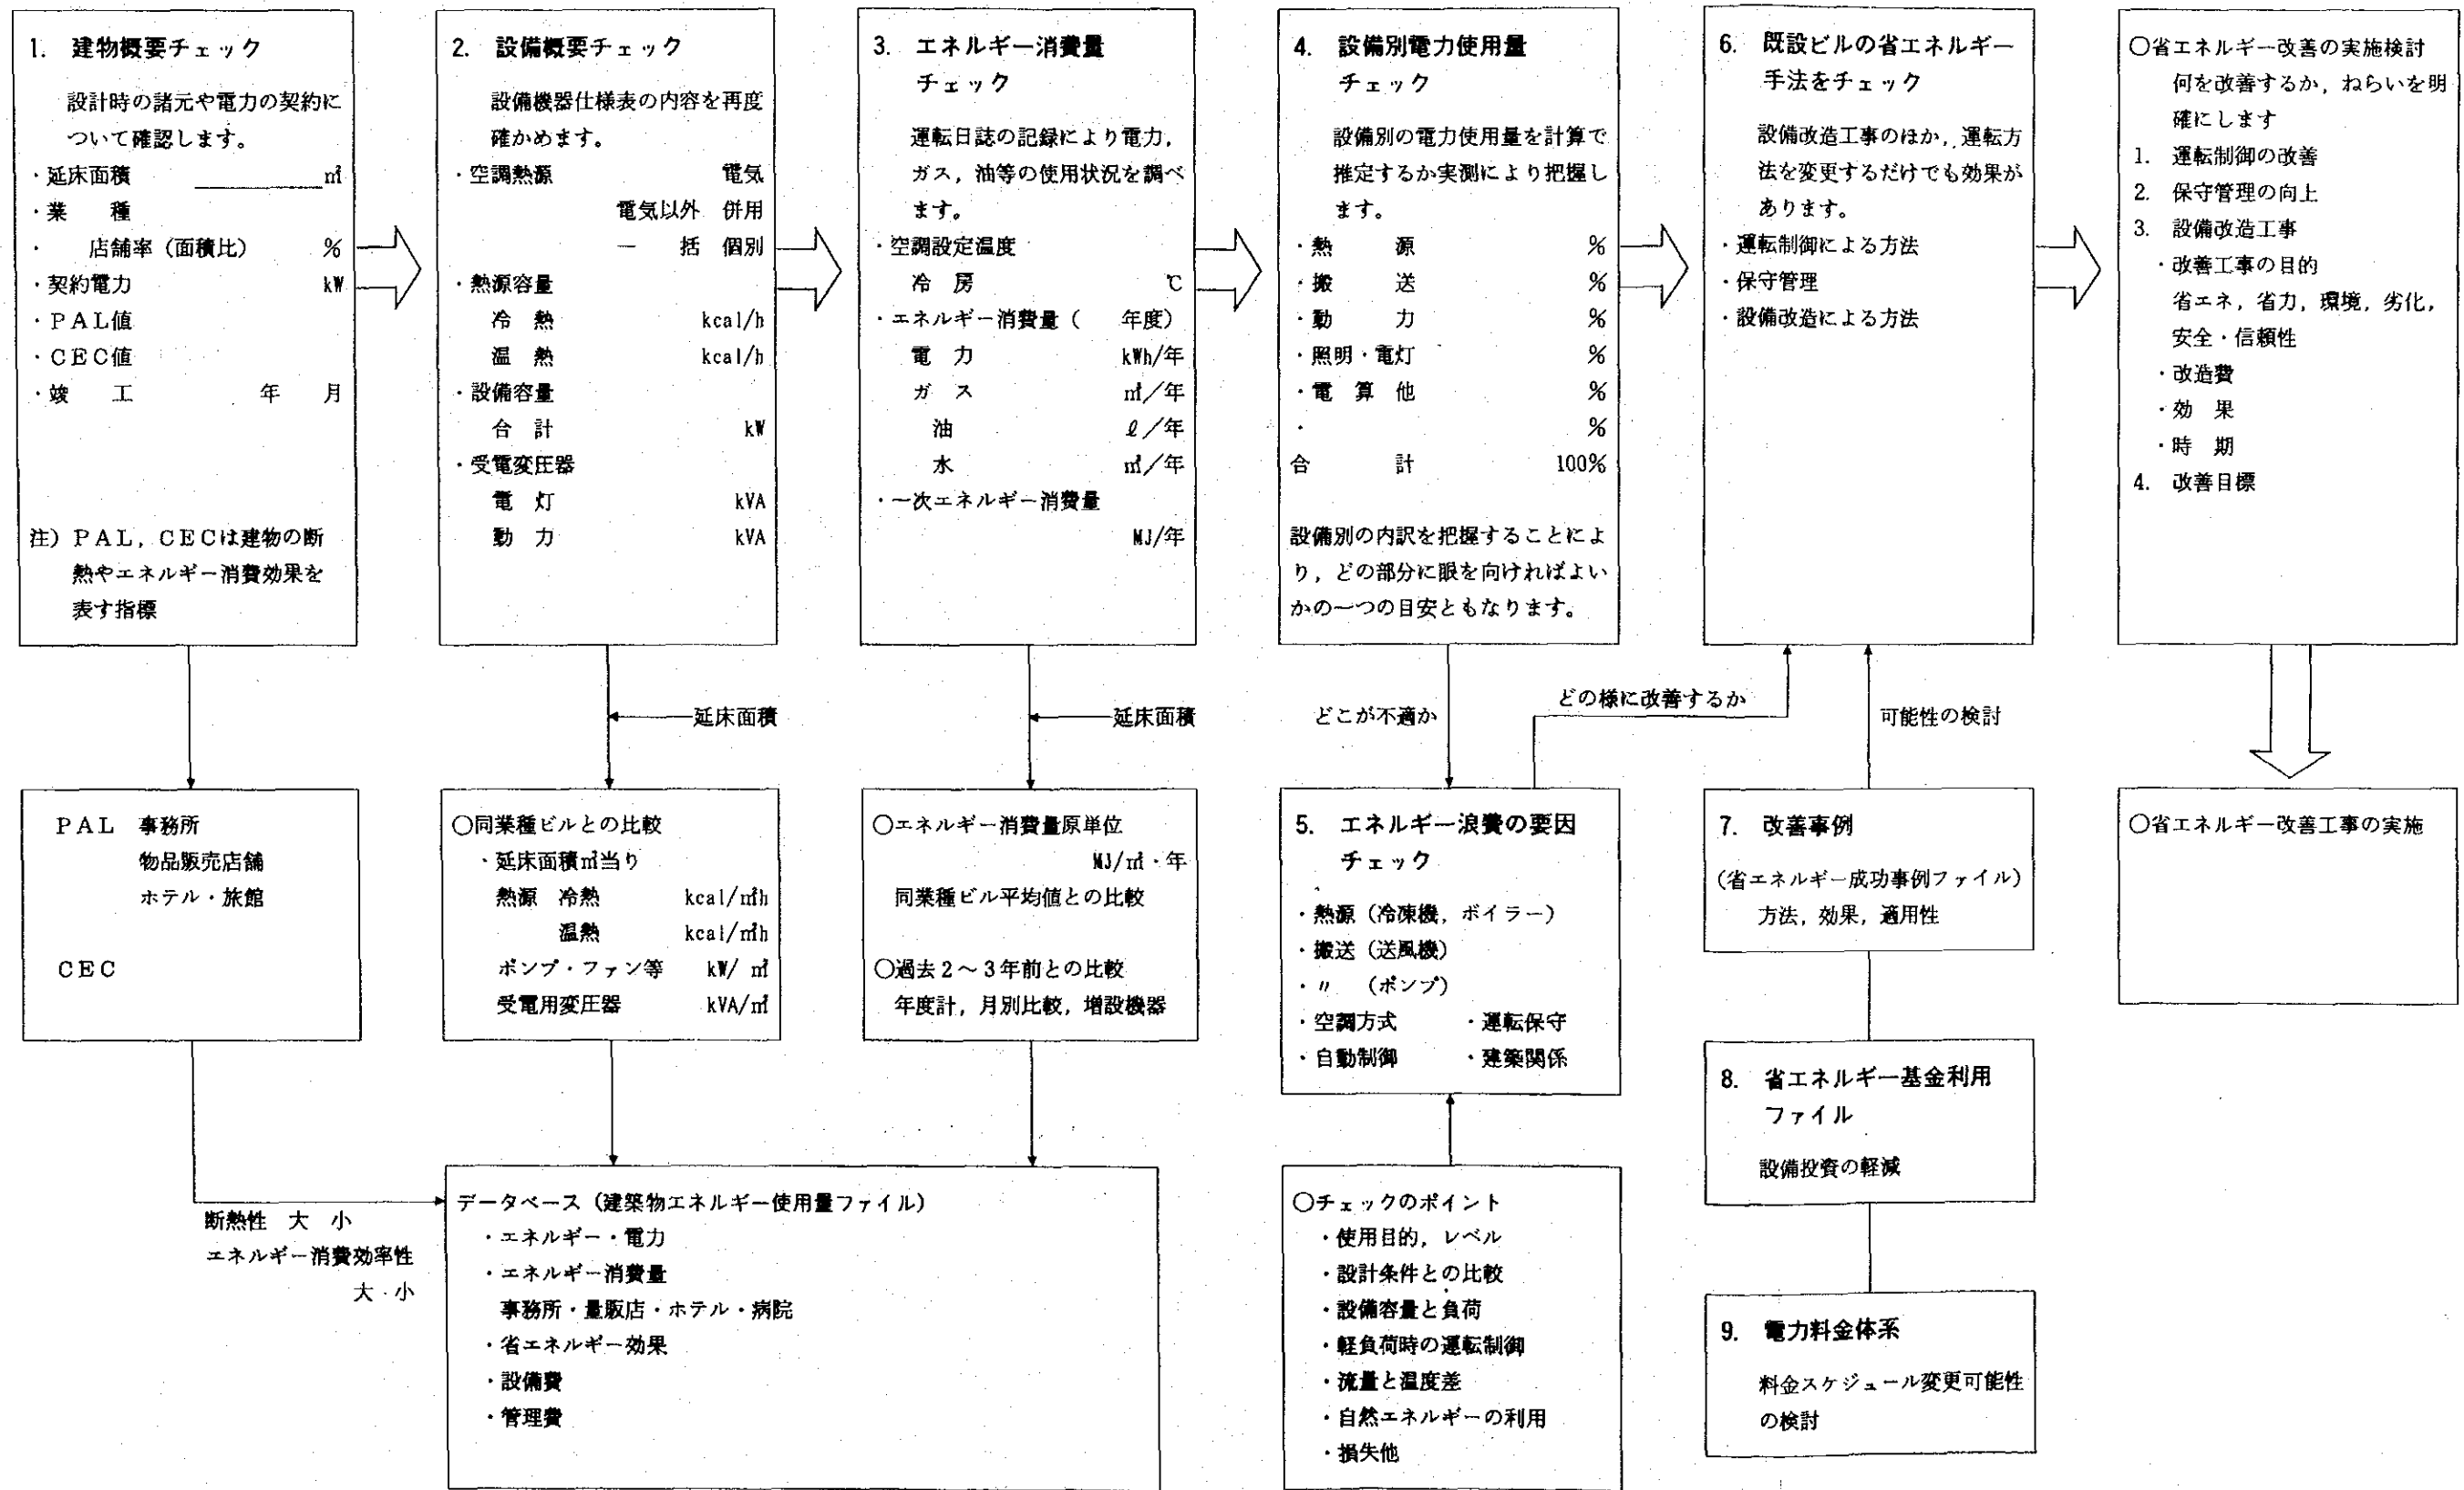 1. 建物概要チェック
設計時の諸元や電力の契約に
ついて確認します。
・延床面積 ㎡
・業 種
・ 店舗率（面積比） %
・契約電力 kW
・PAL値
・CEC値
・竣 工 年 月
注）PAL，CECは建物の断
熱やエネルギー消費効果を
表す指標
2. 設備概要チェック
設備機器仕様表の内容を再度
確かめます。
・空調熱源 電気
電気以外 併用
一 括 個別
・熱源容量
冷 熱 kcal/h
温 熱 kcal/h
・設備容量
合 計 kW
・受電変圧器
電 灯 kVA
動 力 kVA
3. エネルギー消費量
チェック
運転日誌の記録により電力，
ガス，油等の使用状況を調べ
ます。
・空調設定温度
冷 房 ℃
・エネルギー消費量（ 年度）
電 力 kWh/年
ガ ス ㎥／年
油 ℓ／年
水 ㎥／年
・一次エネルギー消費量
MJ/年
4. 設備別電力使用量
チェック
設備別の電力使用量を計算で
推定するか実測により把握し
ます。
・熱 源 %
・搬 送 %
・動 力 %
・照明・電灯 %
・電 算 他 %
・ %
合 計 100%
設備別の内訳を把握することによ
り，どの部分に眼を向ければよい
かの一つの目安ともなります。
6. 既設ビルの省エネルギー
手法をチェック
設備改造工事のほか，運転方
法を変更するだけでも効果が
あります。
・運転制御による方法
・保守管理
・設備改造による方法
○省エネルギー改善の実施検討
何を改善するか，ねらいを明
確にします
1. 運転制御の改善
2. 保守管理の向上
3. 設備改造工事
・改善工事の目的
省エネ，省力，環境，劣化，
安全・信頼性
・改造費
・効 果
・時 期
4. 改善目標
延床面積
延床面積
どこが不適か
どの様に改善するか
可能性の検討
PAL 事務所
物品販売店舗
ホテル・旅館
CEC
○同業種ビルとの比較
・延床面積㎡当り
熱源 冷熱 kcal/㎡h
温熱 kcal/㎡h
ポンプ・ファン等 kW/㎡
受電用変圧器 kVA/㎡
○エネルギー消費量原単位
MJ/㎡・年
同業種ビル平均値との比較
○過去2～3年前との比較
年度計，月別比較，増設機器
5. エネルギー浪費の要因
チェック
・熱源（冷凍機，ボイラー）
・搬送（送風機）
・〃 （ポンプ）
・空調方式 ・運転保守
・自動制御 ・建築関係
7. 改善事例
（省エネルギー成功事例ファイル）
方法，効果，適用性
○省エネルギー改善工事の実施
8. 省エネルギー基金利用
ファイル
設備投資の軽減
断熱性 大 小
エネルギー消費効率性
大・小
データベース（建築物エネルギー使用量ファイル）
・エネルギー・電力
・エネルギー消費量
事務所・量販店・ホテル・病院
・省エネルギー効果
・設備費
・管理費
○チェックのポイント
・使用目的，レベル
・設計条件との比較
・設備容量と負荷
・軽負荷時の運転制御
・流量と温度差
・自然エネルギーの利用
・損失他
9. 電力料金体系
料金スケジュール変更可能性
の検討